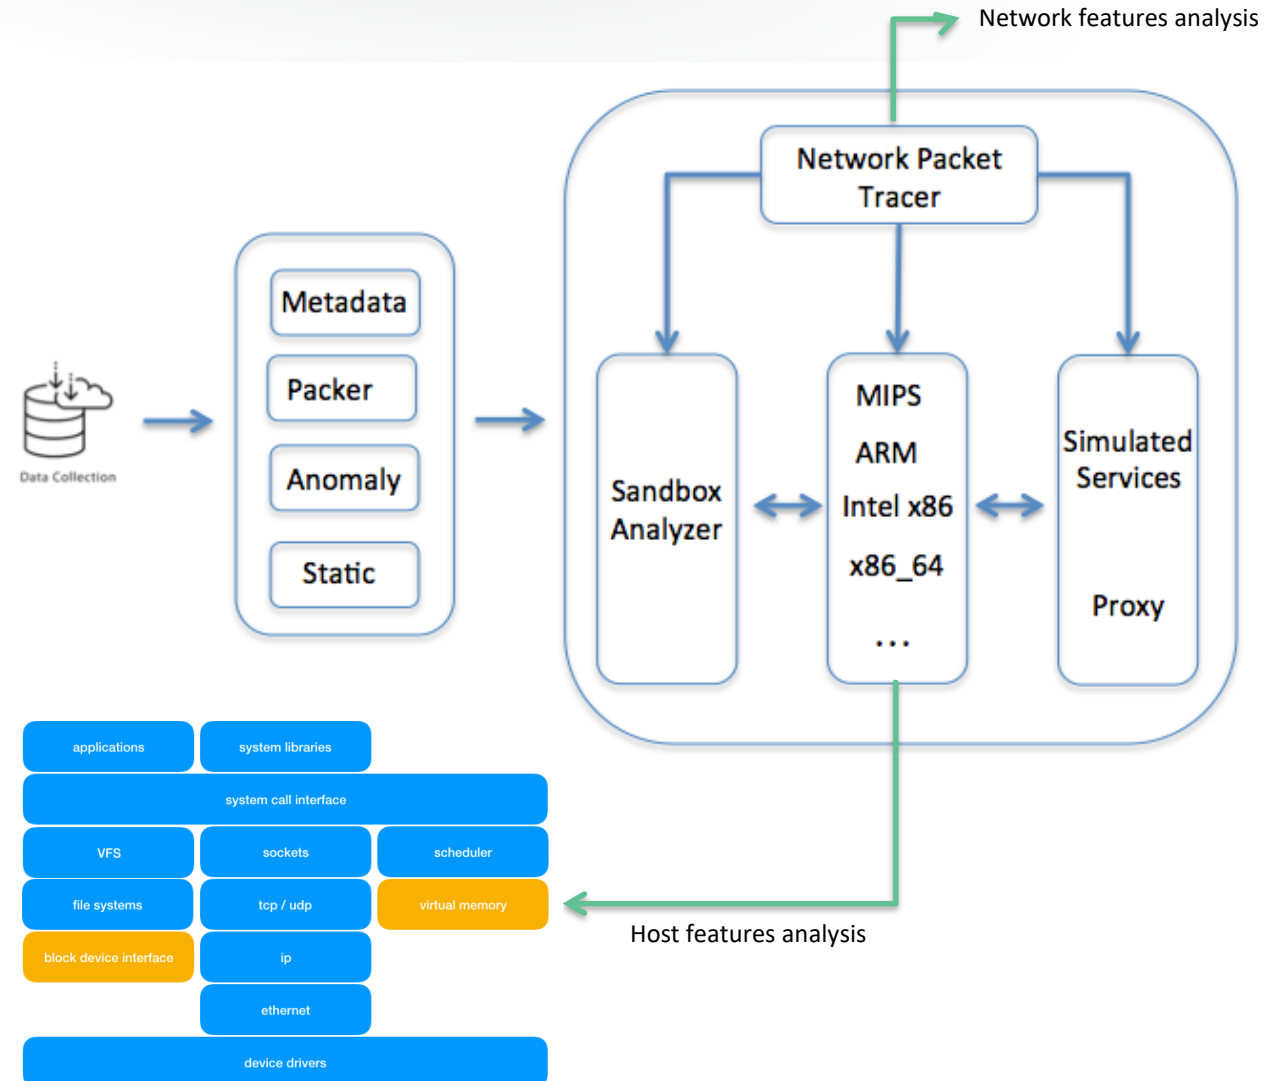 Network features analysis
Network Packet
Tracer
Metadata
Packer
Anomaly
Static
Data Collection
Sandbox
Analyzer
MIPS
ARM
Intel x86
x86_64
...
Simulated
Services
Proxy
applications
system libraries
system call interface
VFS
sockets
scheduler
file systems
tcp / udp
virtual memory
Host features analysis
block device interface
ip
ethernet
device drivers